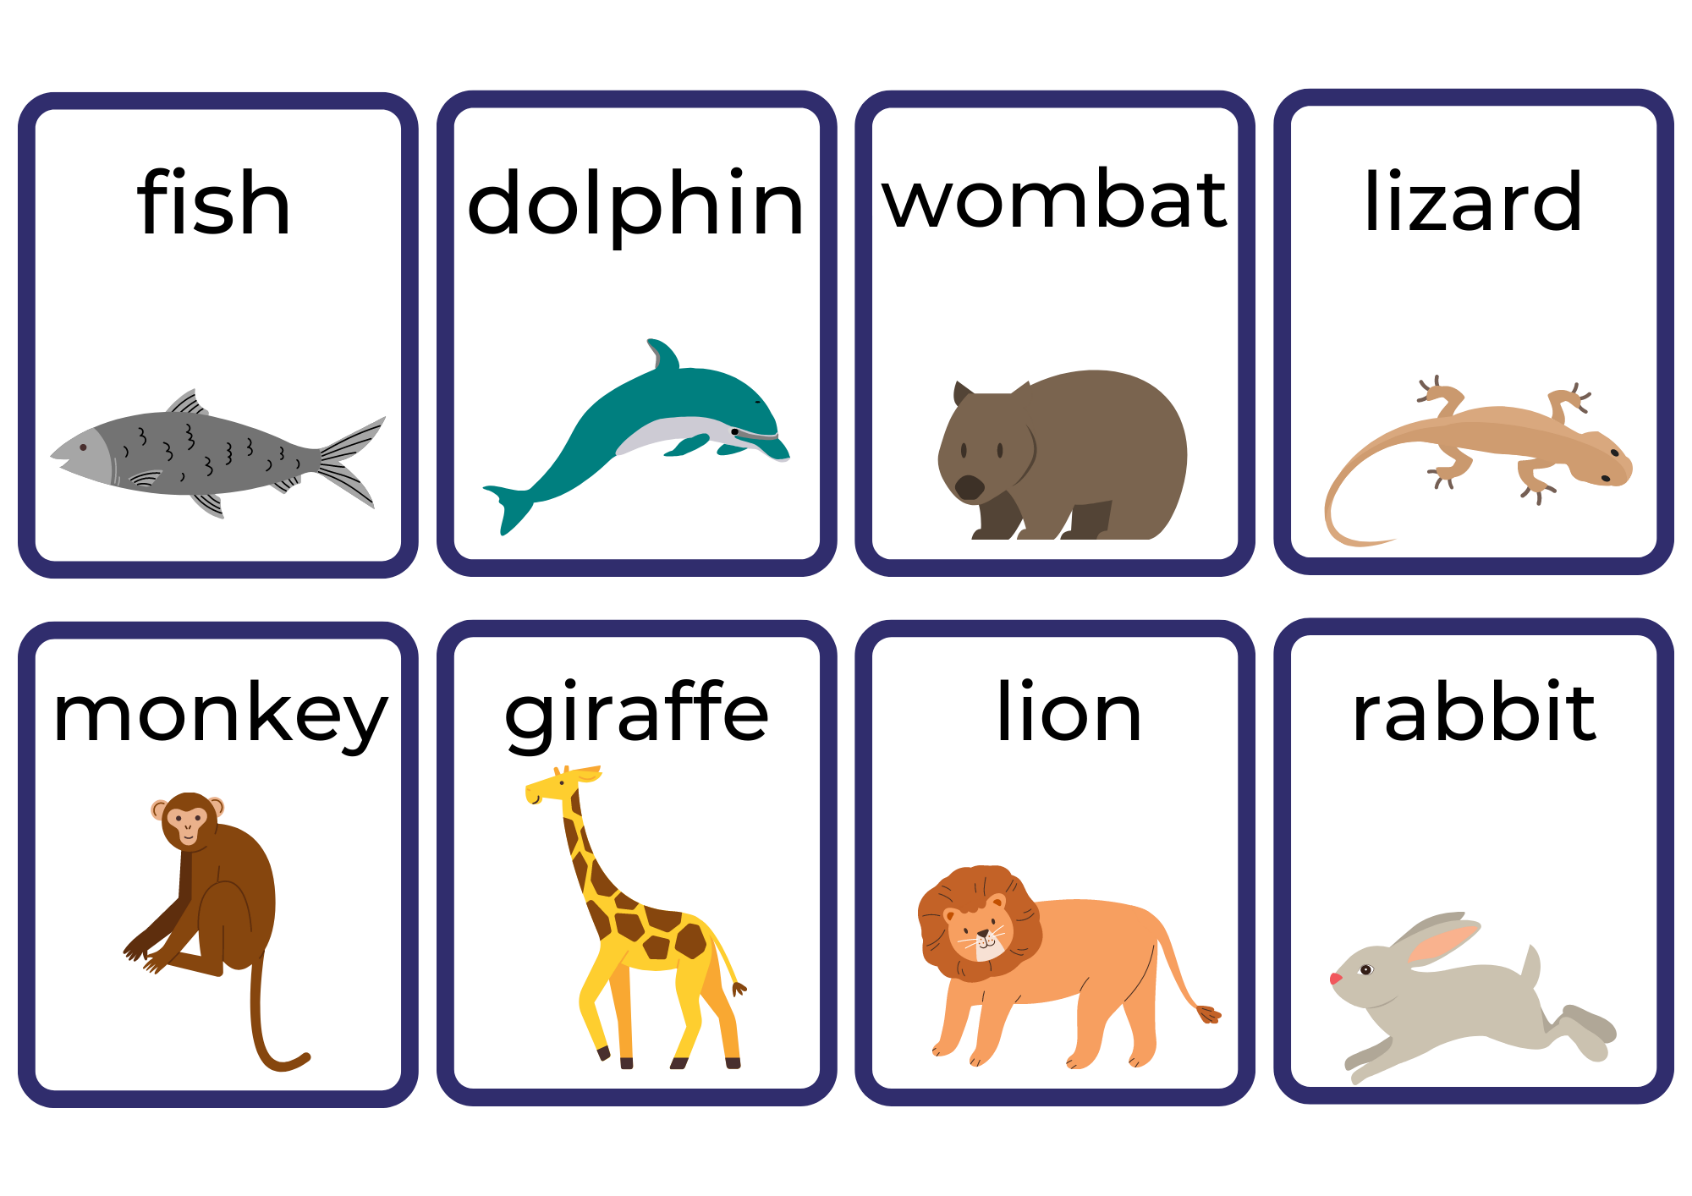 fish
dolphin
wombat
lizard
monkey
giraffe
lion
rabbit